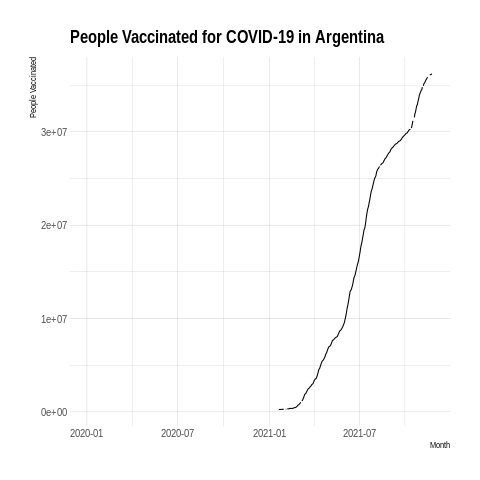 People Vaccinated for COVID-19 in Argentina
People Vaccinated
3e+07
2e+07
1e+07
0e+00
2020-01 2020-07 2021-01 2021-07
Month